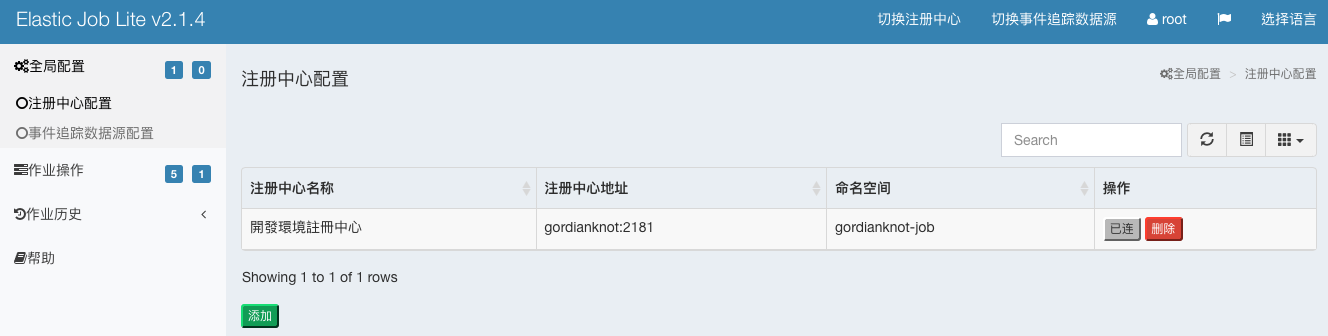 Elastic Job Lite v2.1.4
切换注册中心 切换事件追踪数据源 root 选择语言
全局配置 1 0
注册中心配置
事件追踪数据源配置
作业操作 5 1
作业历史
帮助
注册中心配置
全局配置 > 注册中心配置
Search
注册中心名称 注册中心地址 命名空间 操作
開發環境註冊中心 gordianknot:2181 gordianknot-job 已连 删除
Showing 1 to 1 of 1 rows
添加